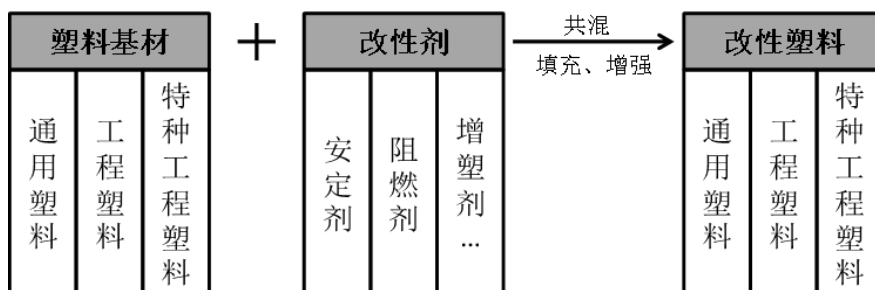 塑料基材
+
改性剂
共混
填充、增强
改性塑料
通用塑料
工程塑料
特种工程塑料
安定剂
阻燃剂
增塑剂…
通用塑料
工程塑料
特种工程塑料